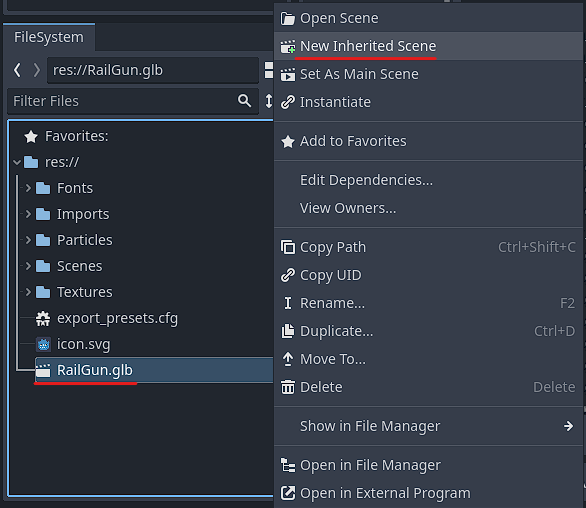 FileSystem
res://RailGun.glb
Filter Files
Favorites:
res://
Fonts
Imports
Particles
Scenes
Textures
export_presets.cfg
icon.svg
RailGun.glb
Open Scene
New Inherited Scene
Set As Main Scene
Instantiate
Add to Favorites
Edit Dependencies...
View Owners...
Copy Path Ctrl+Shift+C
Copy UID
Rename... F2
Duplicate... Ctrl+D
Move To...
Delete Delete
Show in File Manager
Open in File Manager
Open in External Program